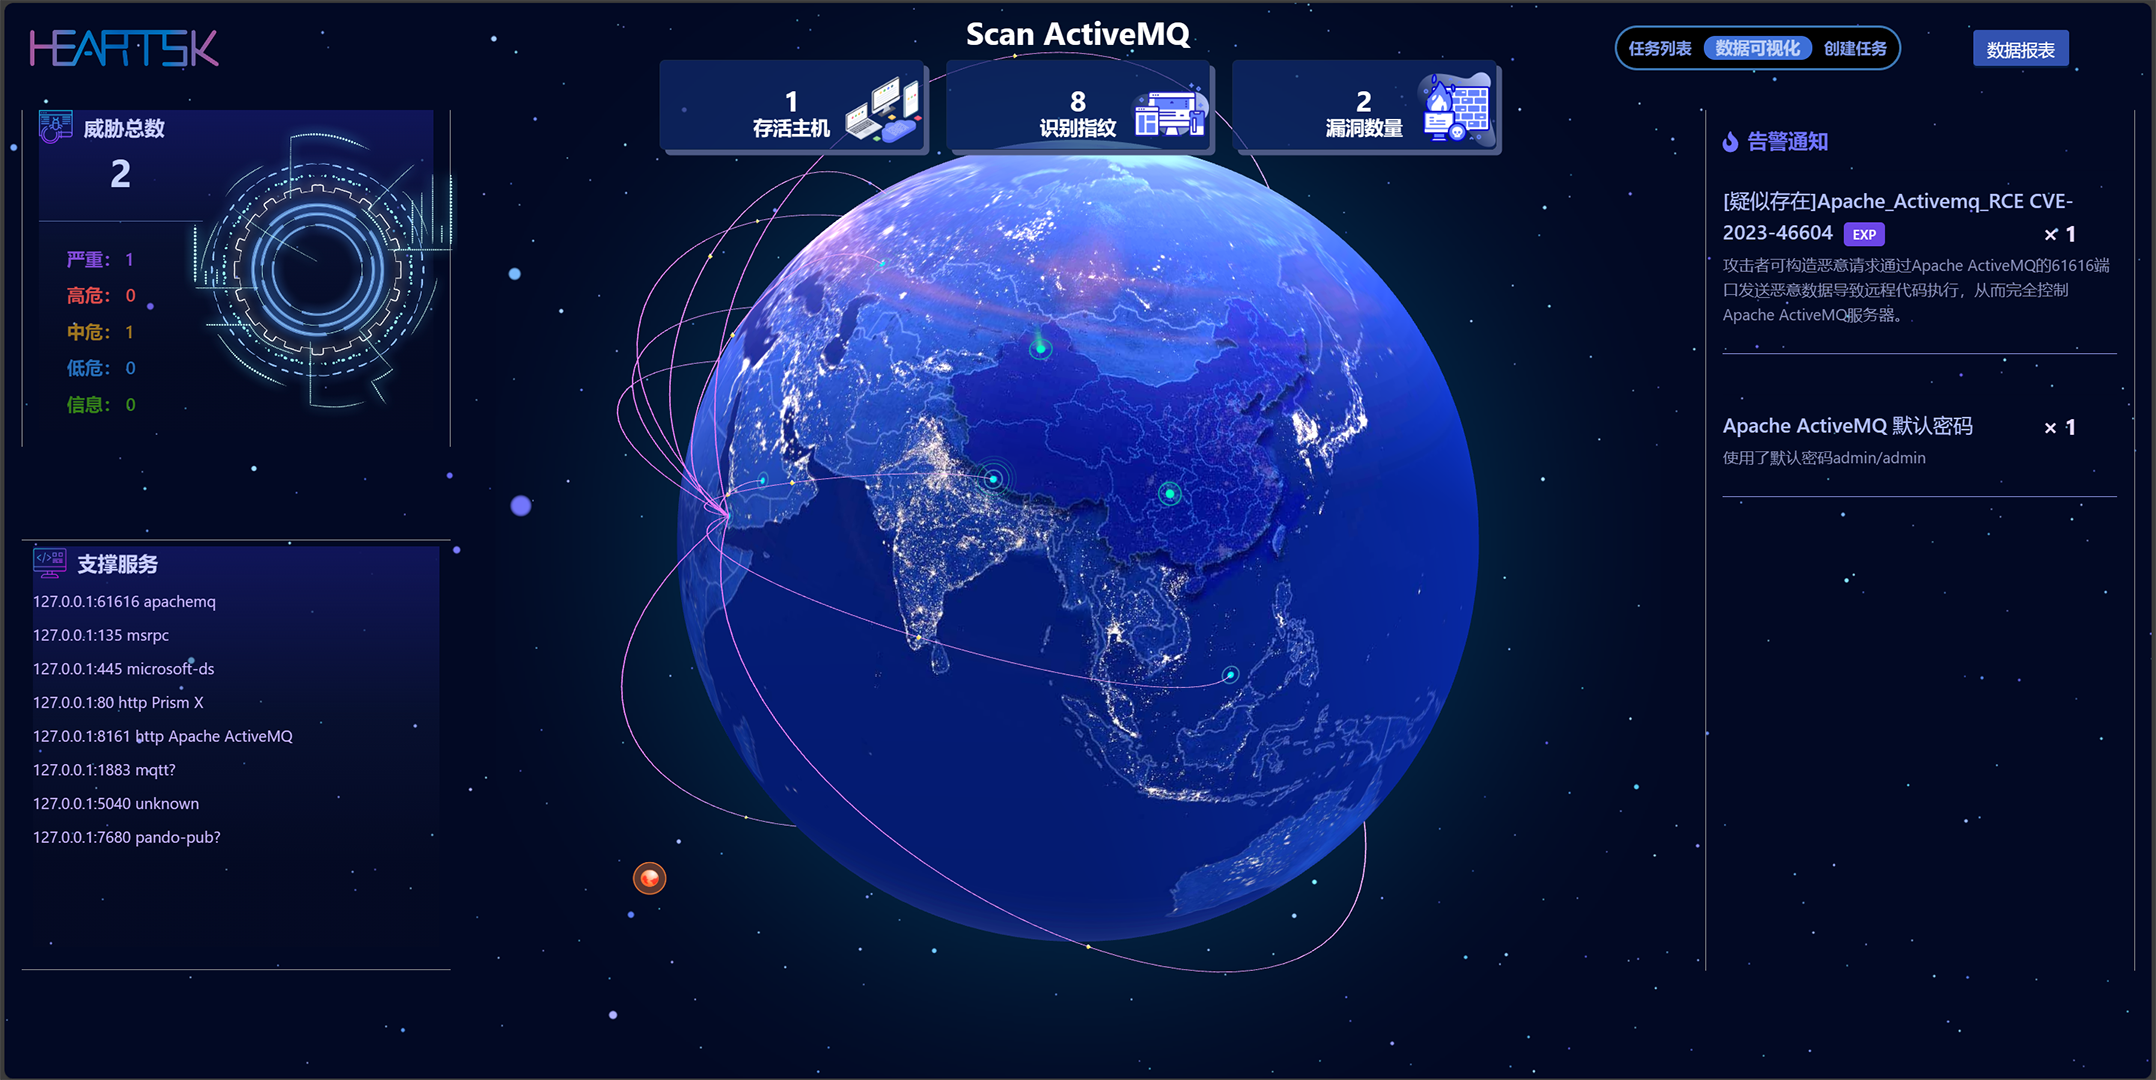 HEARTSK
Scan ActiveMQ
任务列表 数据可视化 创建任务
数据报表
1
存活主机
8
识别指纹
2
漏洞数量
威胁总数
2
严重: 1
高危: 0
中危: 1
低危: 0
信息: 0
支撑服务
127.0.0.1:61616 apachemq
127.0.0.1:135 msrpc
127.0.0.1:445 microsoft-ds
127.0.0.1:80 http Prism X
127.0.0.1:8161 http Apache ActiveMQ
127.0.0.1:1883 mqtt?
127.0.0.1:5040 unknown
127.0.0.1:7680 pando-pub?
告警通知
[疑似存在]Apache_Activemq_RCE CVE-
2023-46604 EXP × 1
攻击者可构造恶意请求通过Apache ActiveMQ的61616端
口发送恶意数据导致远程代码执行，从而完全控制
Apache ActiveMQ服务器。
Apache ActiveMQ 默认密码 × 1
使用了默认密码admin/admin